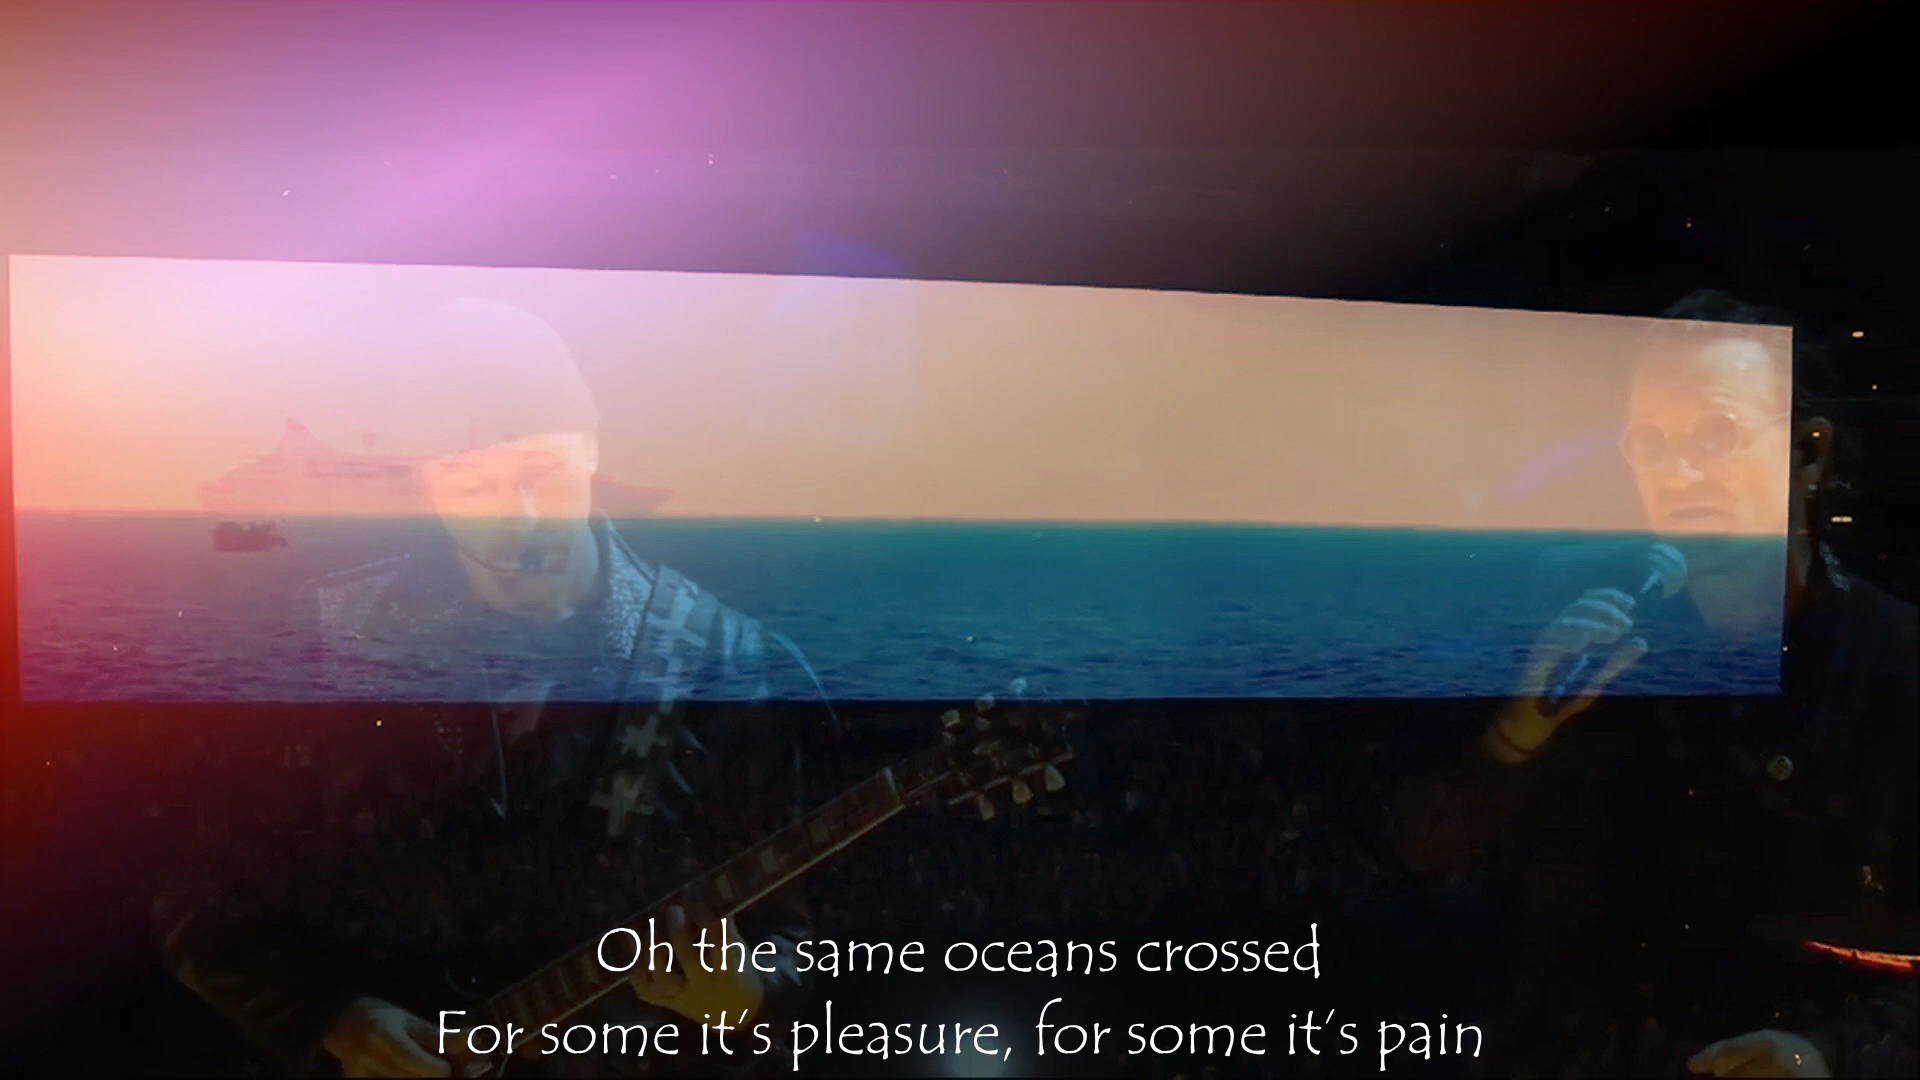 Oh the same oceans crossed
For some it's pleasure, for some it's pain